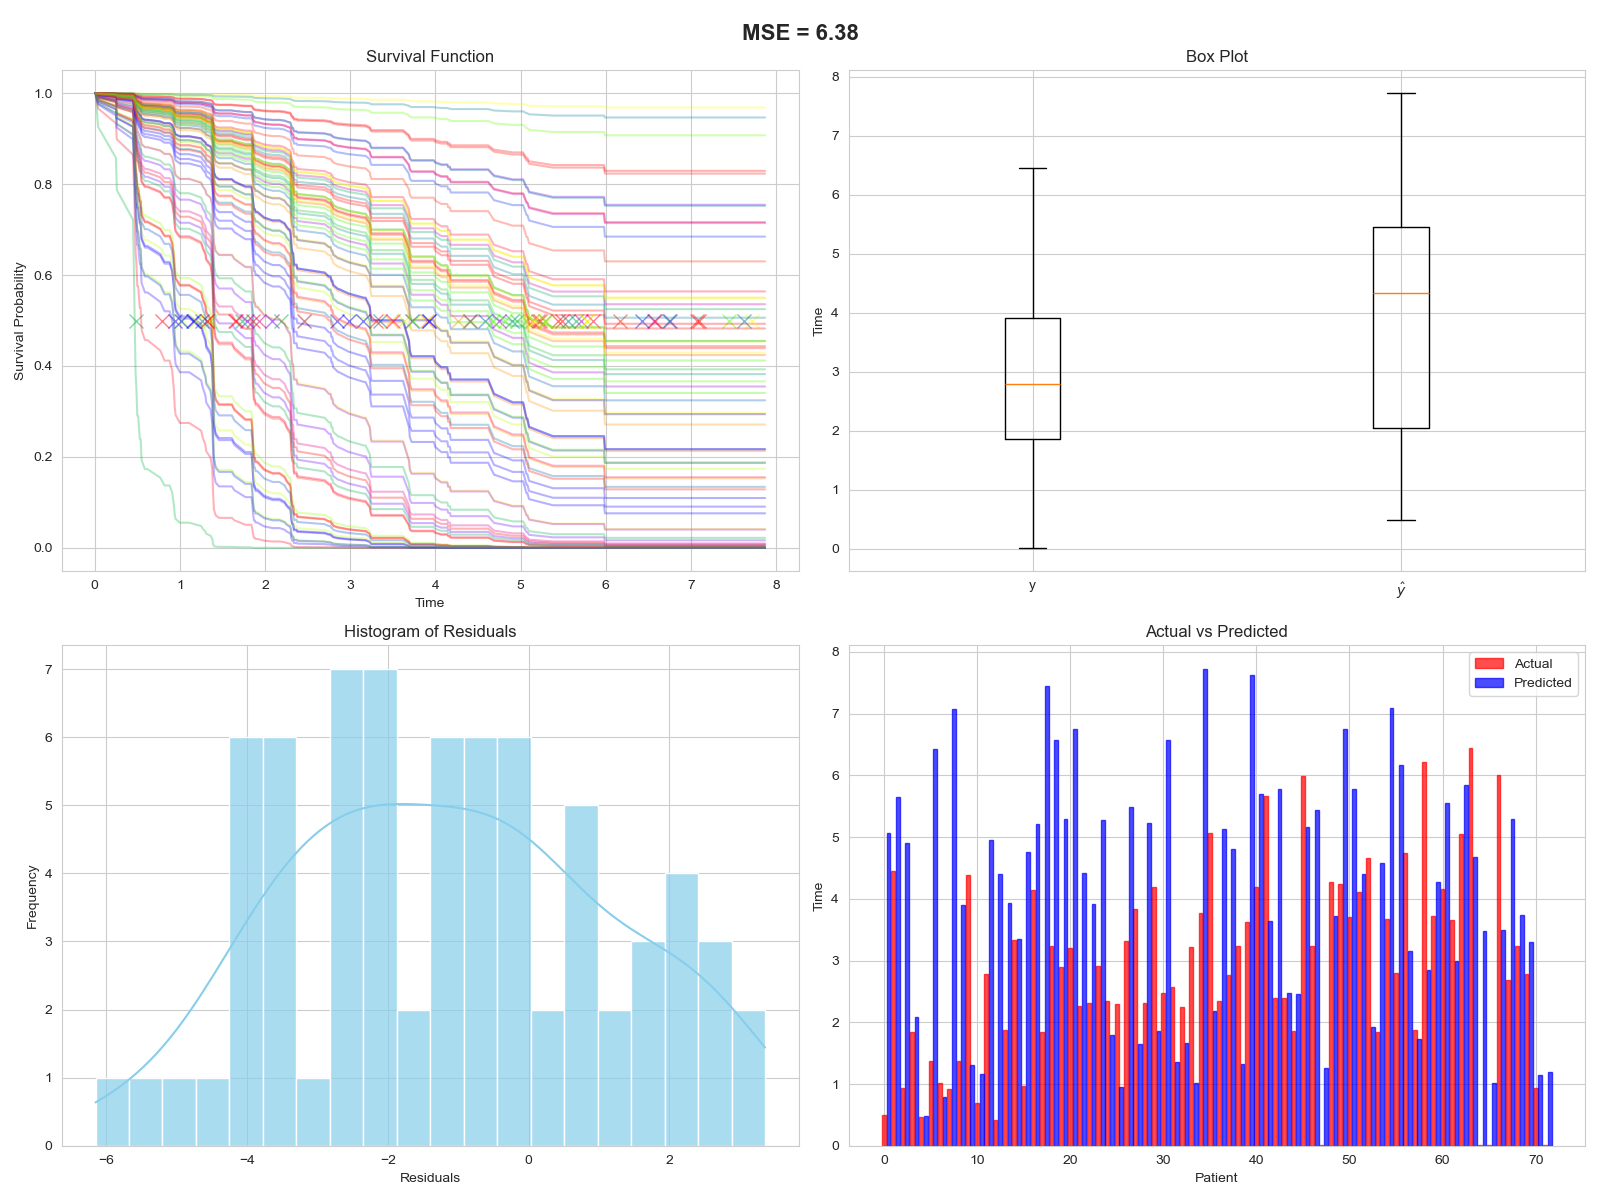 MSE = 6.38
Survival Function
1.0
0.8
0.6
0.4
0.2
0.0
Survival Probability
0 1 2 3 4 5 6 7 8
Time
Box Plot
8
7
6
5
4
3
2
1
0
Time
y ŷ
Histogram of Residuals
7
6
5
4
3
2
1
0
Frequency
−6 −4 −2 0 2
Residuals
Actual vs Predicted
8
7
6
5
4
3
2
1
0
Time
Actual
Predicted
0 10 20 30 40 50 60 70
Patient